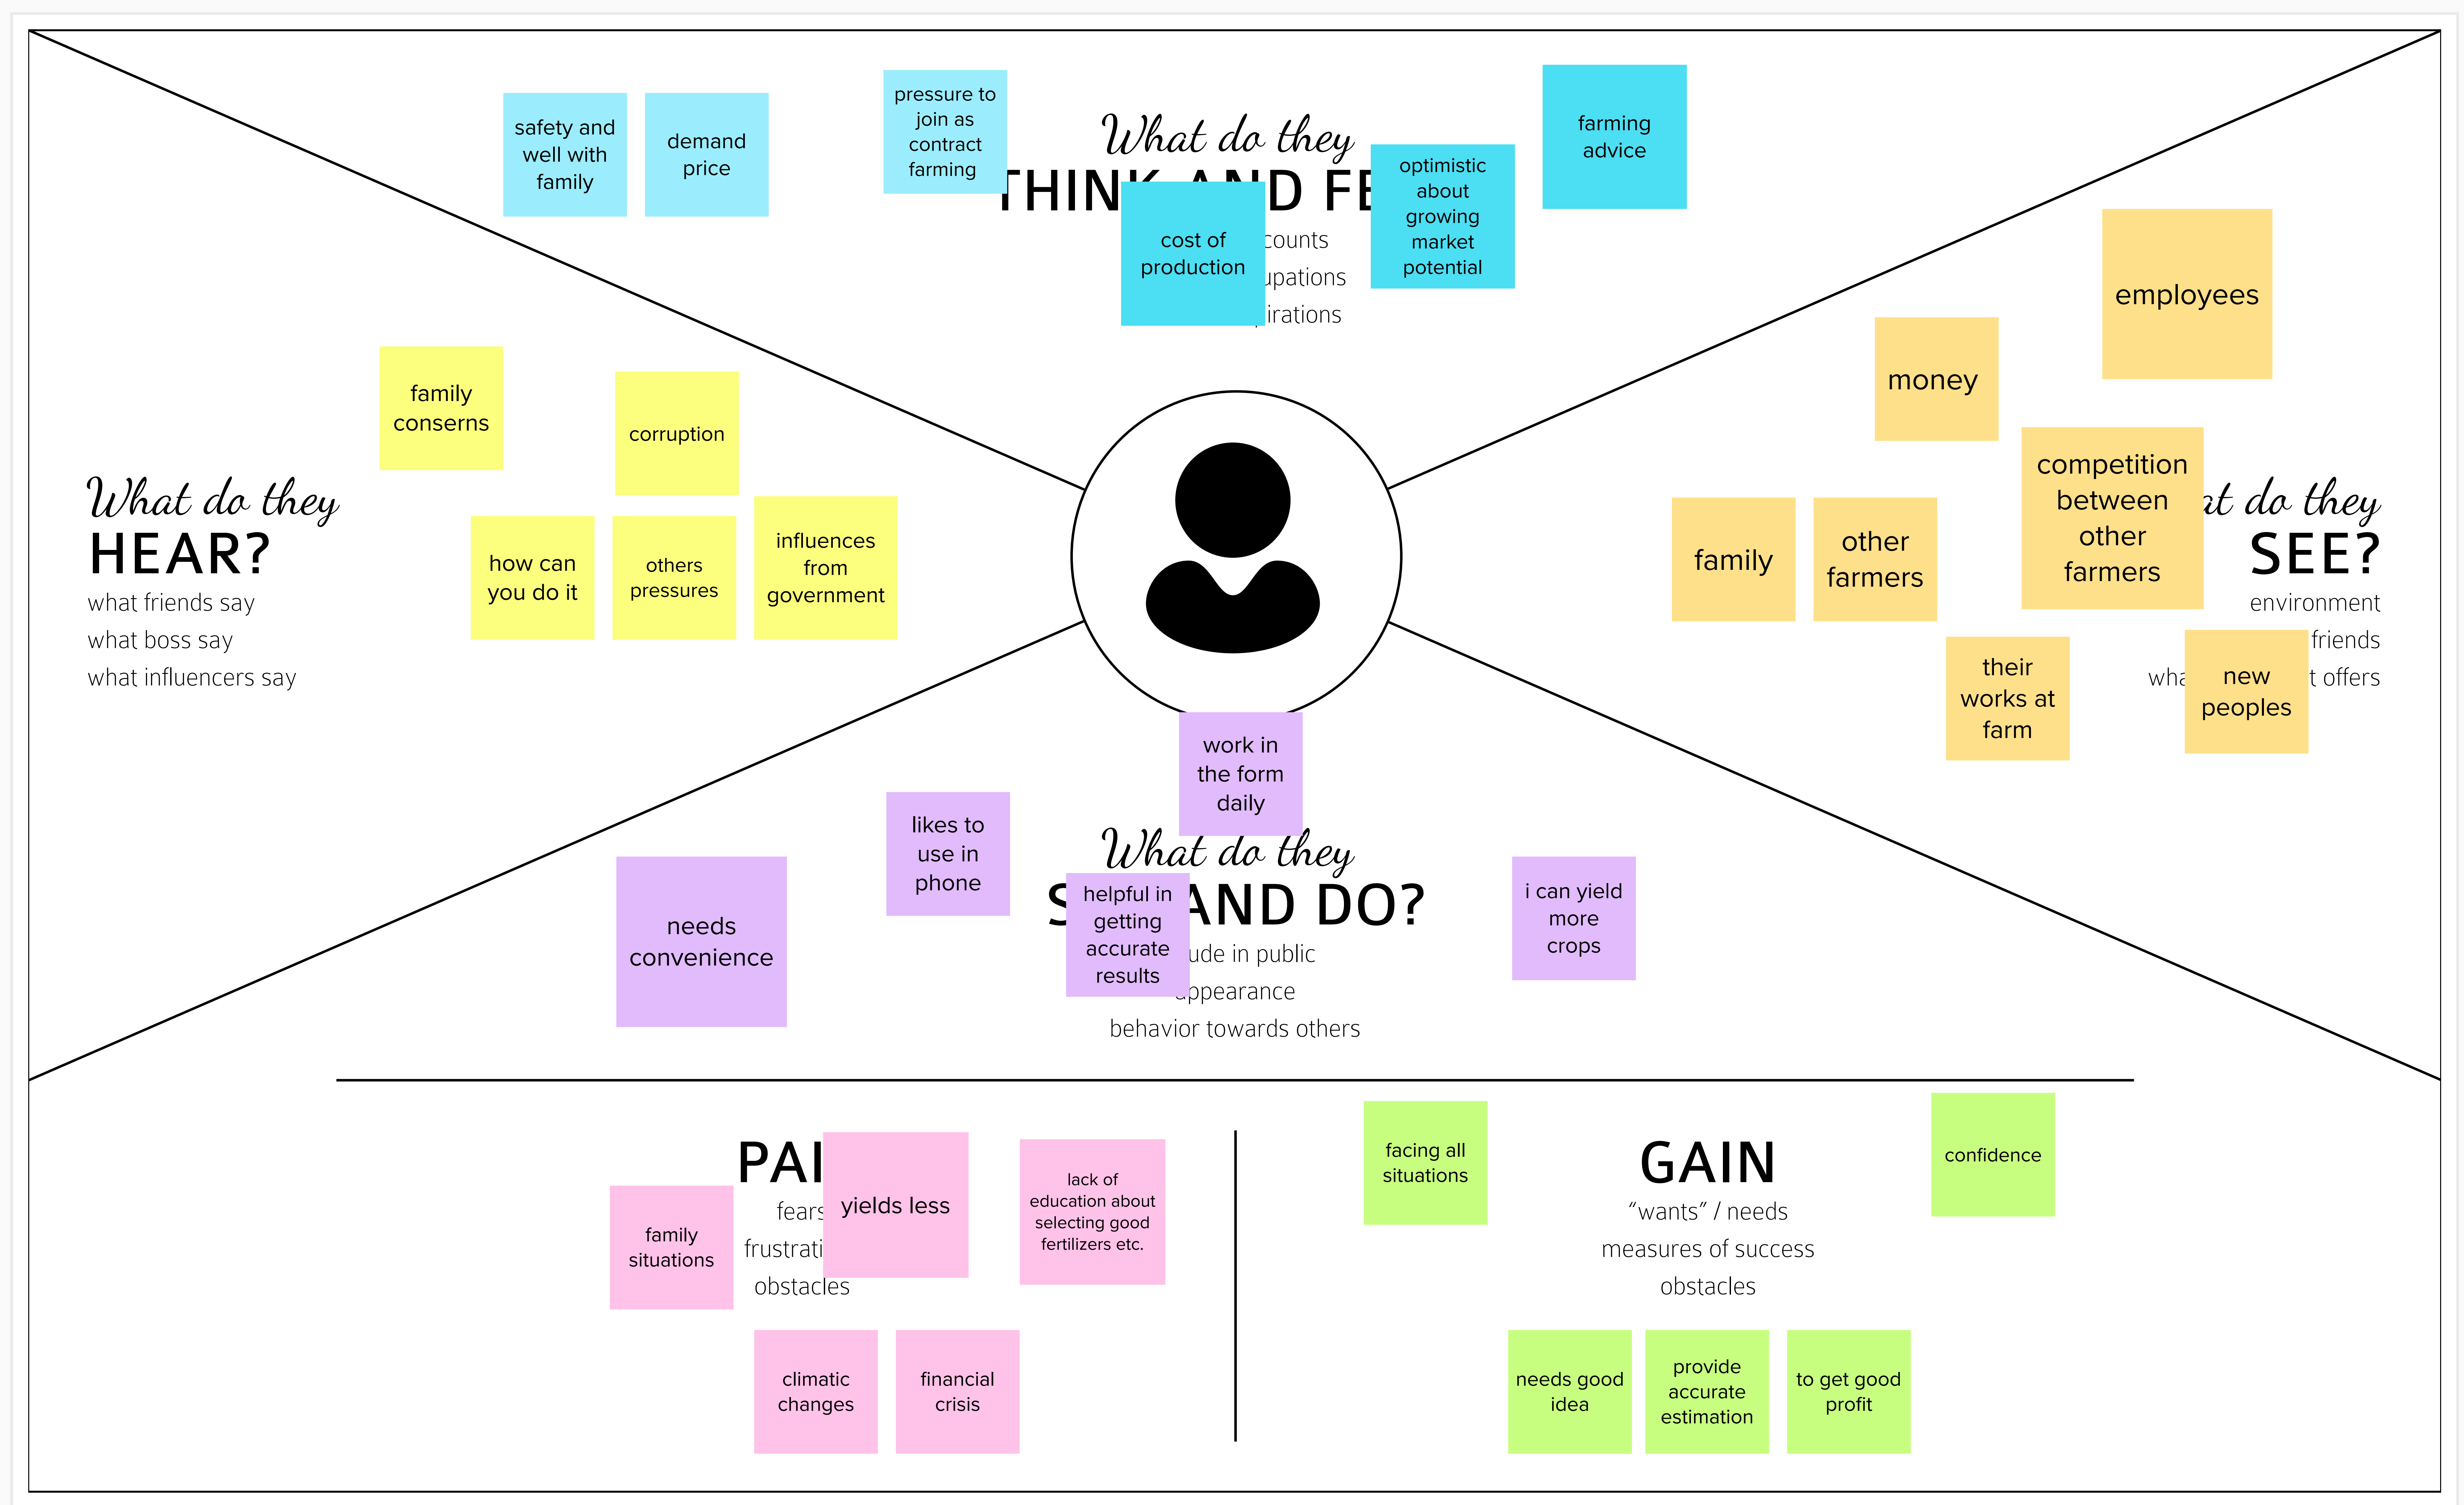 safety and
well with
family
demand
price
pressure to
join as
contract
farming
What do they
THINK AND FE
counts
upations
irations
cost of
production
optimistic
about
growing
market
potential
farming
advice
family
conserns
corruption
how can
you do it
others
pressures
influences
from
government
What do they
HEAR?
what friends say
what boss say
what influencers say
employees
money
competition
between
other
farmers
family
other
farmers
their
works at
farm
new
peoples
at do they
SEE?
environment
friends
wha t offers
work in
the form
daily
likes to
use in
phone
needs
convenience
helpful in
getting
accurate
results
i can yield
more
crops
What do they
S AND DO?
ude in public
appearance
behavior towards others
PAI
fears
frustrati
obstacles
family
situations
yields less
lack of
education about
selecting good
fertilizers etc.
climatic
changes
financial
crisis
facing all
situations
GAIN
“wants” / needs
measures of success
obstacles
confidence
needs good
idea
provide
accurate
estimation
to get good
profit